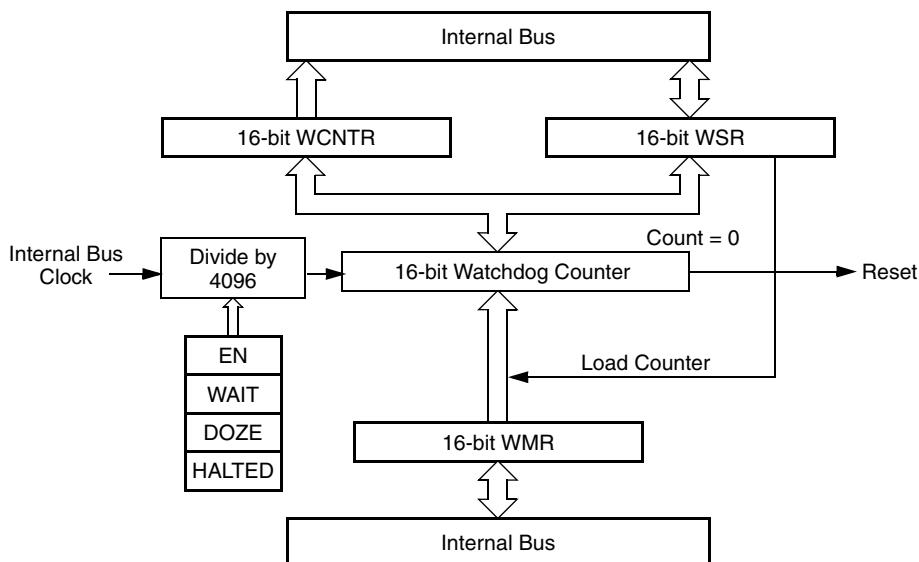 Internal Bus
16-bit WCNTR
16-bit WSR
Count = 0
Internal Bus
Clock
Divide by
4096
16-bit Watchdog Counter
Reset
EN
WAIT
DOZE
HALTED
Load Counter
16-bit WMR
Internal Bus